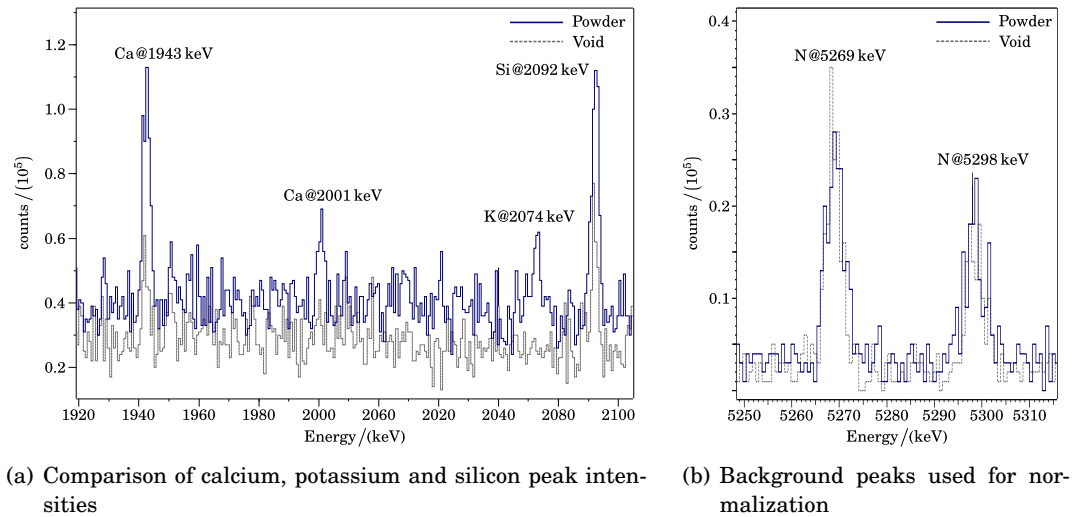 Powder
Void
Ca@1943 keV
Si@2092 keV
Ca@2001 keV
K@2074 keV
1.2
1.0
0.8
0.6
0.4
0.2
counts / (10⁵)
1920 1940 1960 1980 2000 2060 2020 2040 2080 2100
Energy /(keV)
(a) Comparison of calcium, potassium and silicon peak inten-
sities
Powder
Void
N@5269 keV
N@5298 keV
0.4
0.3
0.2
0.1
counts / (10⁵)
5250 5260 5270 5280 5290 5300 5310
Energy /(keV)
(b) Background peaks used for nor-
malization